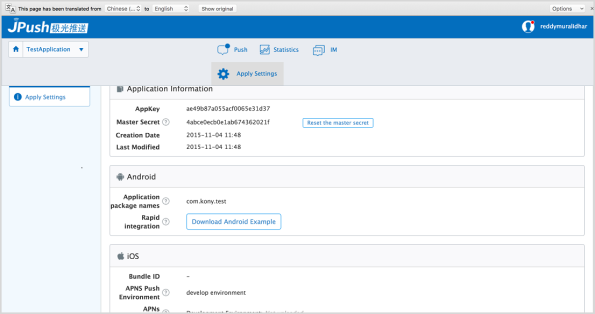 This page has been translated from Chinese (... to English Show original Options
JPush 极光推送 reddymuralidhar
TestApplication Push Statistics IM
Apply Settings
Apply Settings
Application Information
AppKey ae49b87a055acf0065e31d37
Master Secret 4abce0ecb0e1ab674362021f Reset the master secret
Creation Date 2015-11-04 11:48
Last Modified 2015-11-04 11:48
Android
Application package names com.kony.test
Rapid integration Download Android Example
iOS
Bundle ID -
APNS Push Environment develop environment
APNs